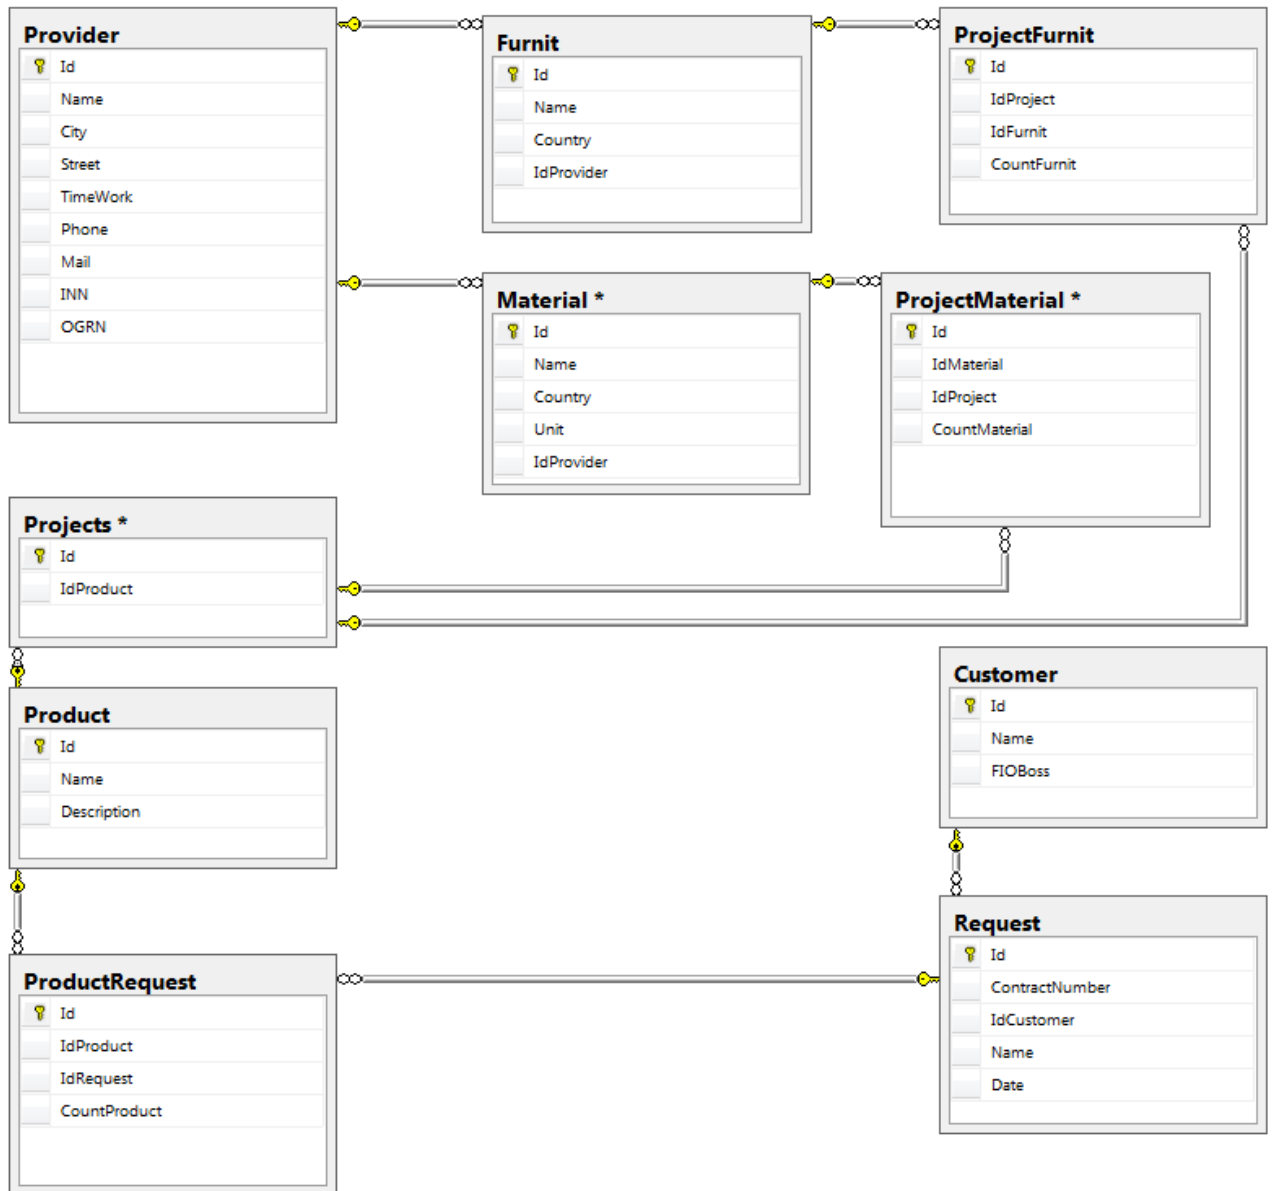 Provider
Id
Name
City
Street
TimeWork
Phone
Mail
INN
OGRN
Furnit
Id
Name
Country
IdProvider
ProjectFurnit
Id
IdProject
IdFurnit
CountFurnit
Material *
Id
Name
Country
Unit
IdProvider
ProjectMaterial *
Id
IdMaterial
IdProject
CountMaterial
Projects *
Id
IdProduct
Product
Id
Name
Description
Customer
Id
Name
FIOBoss
Request
Id
ContractNumber
IdCustomer
Name
Date
ProductRequest
Id
IdProduct
IdRequest
CountProduct